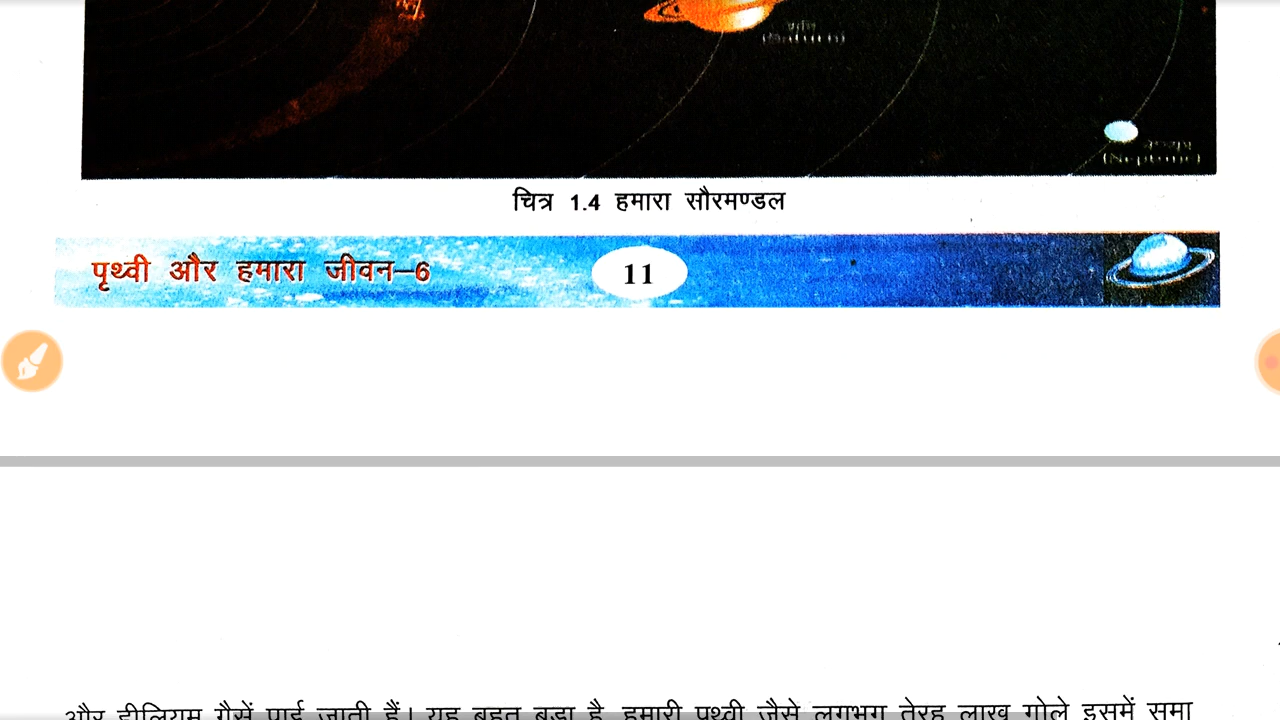 (Neptune)
चित्र 1.4 हमारा सौरमण्डल
पृथ्वी और हमारा जीवन–6
11
और हीलियम गैसें पाई जाती हैं। यह बहुत बड़ा है, हमारी पृथ्वी जैसे लगभग तेरह लाख गोले इसमें समा